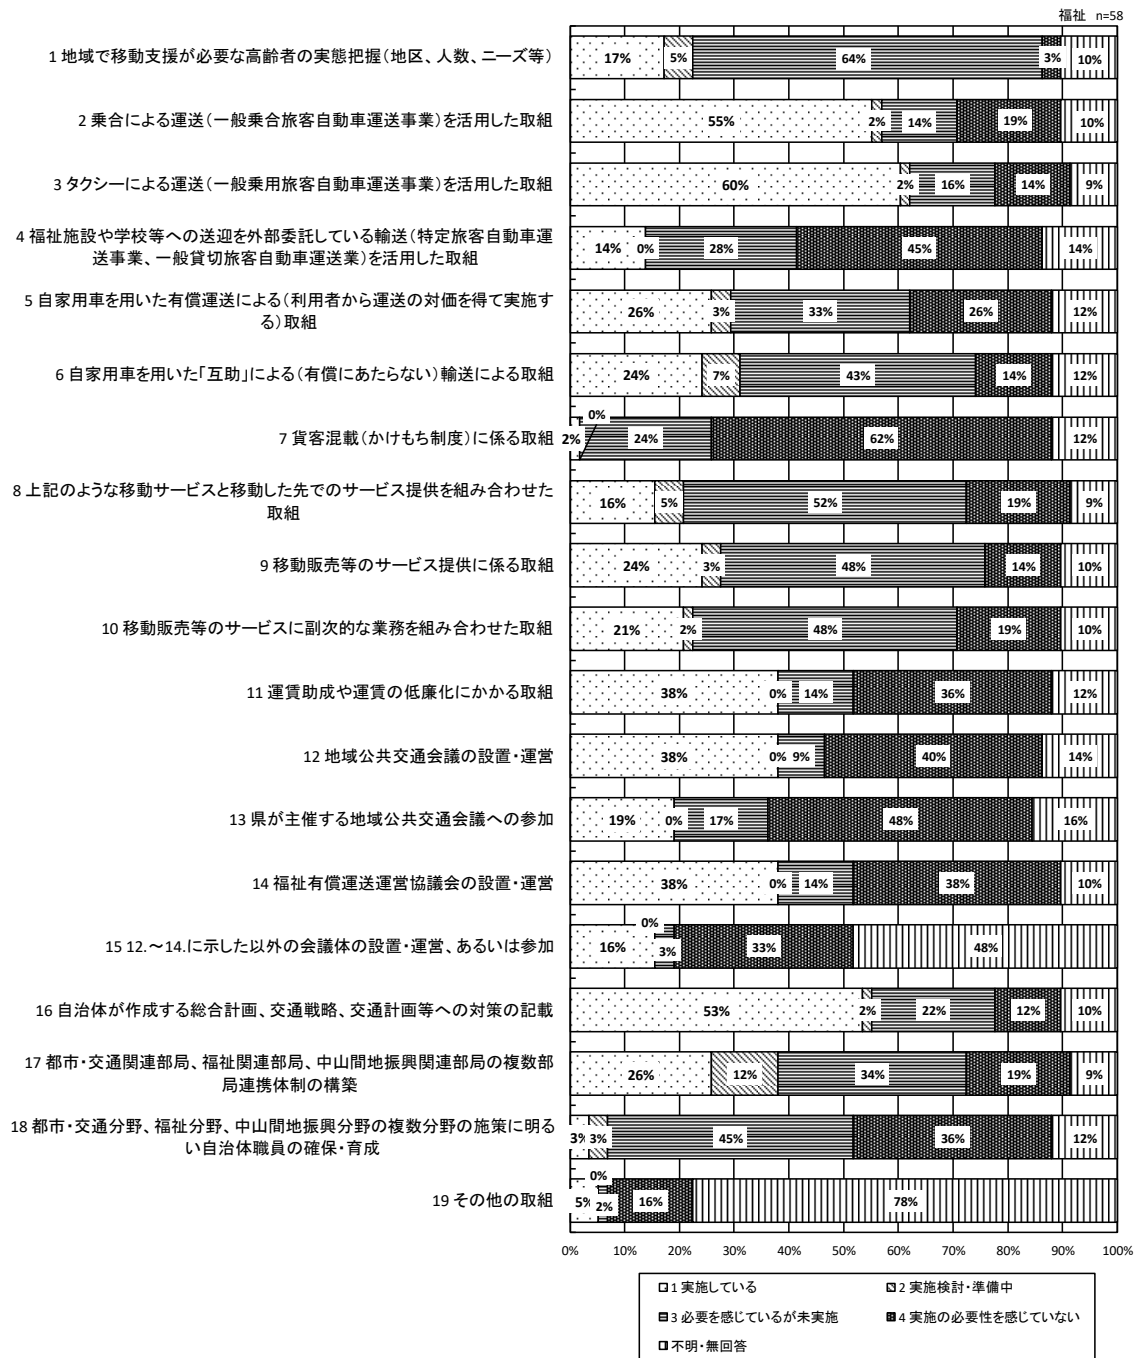 福祉 n=58
1 地域で移動支援が必要な高齢者の実態把握(地区、人数、ニーズ等)
17% 5% 64% 3% 10%
2 乗合による運送(一般乗合旅客自動車運送事業)を活用した取組
55% 2% 14% 19% 10%
3 タクシーによる運送(一般乗用旅客自動車運送事業)を活用した取組
60% 2% 16% 14% 9%
4 福祉施設や学校等への送迎を外部委託している輸送(特定旅客自動車運
送事業、一般貸切旅客自動車運送業)を活用した取組
14% 0% 28% 45% 14%
5 自家用車を用いた有償運送による(利用者から運送の対価を得て実施す
る)取組
26% 3% 33% 26% 12%
6 自家用車を用いた「互助」による(有償にあたらない)輸送による取組
24% 7% 43% 14% 12%
7 貨客混載(かけもち制度)に係る取組
2% 0% 24% 62% 12%
8 上記のような移動サービスと移動した先でのサービス提供を組み合わせた
取組
16% 5% 52% 19% 9%
9 移動販売等のサービス提供に係る取組
24% 3% 48% 14% 10%
10 移動販売等のサービスに副次的な業務を組み合わせた取組
21% 2% 48% 19% 10%
11 運賃助成や運賃の低廉化にかかる取組
38% 0% 14% 36% 12%
12 地域公共交通会議の設置・運営
38% 0% 9% 40% 14%
13 県が主催する地域公共交通会議への参加
19% 0% 17% 48% 16%
14 福祉有償運送運営協議会の設置・運営
38% 0% 14% 38% 10%
15 12.～14.に示した以外の会議体の設置・運営、あるいは参加
16% 0% 3% 33% 48%
16 自治体が作成する総合計画、交通戦略、交通計画等への対策の記載
53% 2% 22% 12% 10%
17 都市・交通関連部局、福祉関連部局、中山間地振興関連部局の複数部
局連携体制の構築
26% 12% 34% 19% 9%
18 都市・交通分野、福祉分野、中山間地振興分野の複数分野の施策に明る
い自治体職員の確保・育成
3% 3% 45% 36% 12%
19 その他の取組
5% 0% 2% 16% 78%
0% 10% 20% 30% 40% 50% 60% 70% 80% 90% 100%
1 実施している 2 実施検討・準備中
3 必要を感じているが未実施 4 実施の必要性を感じていない
不明・無回答